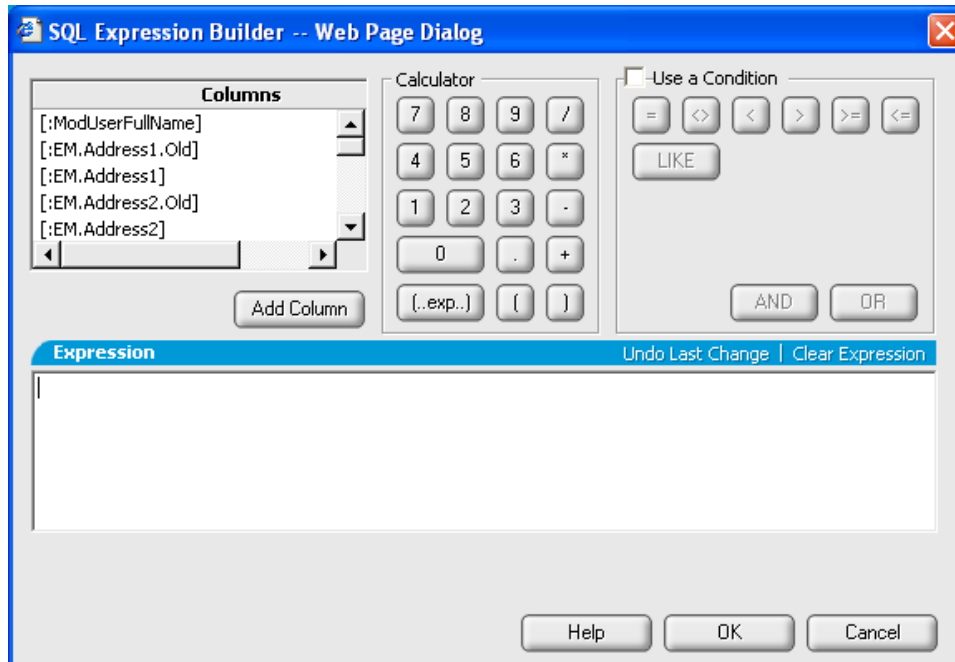 SQL Expression Builder -- Web Page Dialog
Columns
[:ModUserFullName]
[:EM.Address1.Old]
[:EM.Address1]
[:EM.Address2.Old]
[:EM.Address2]
Add Column
Calculator
7 8 9 /
4 5 6 *
1 2 3 -
0 . +
(..exp..) ( )
Use a Condition
= <> < > >= <=
LIKE
AND OR
Expression Undo Last Change | Clear Expression
Help OK Cancel